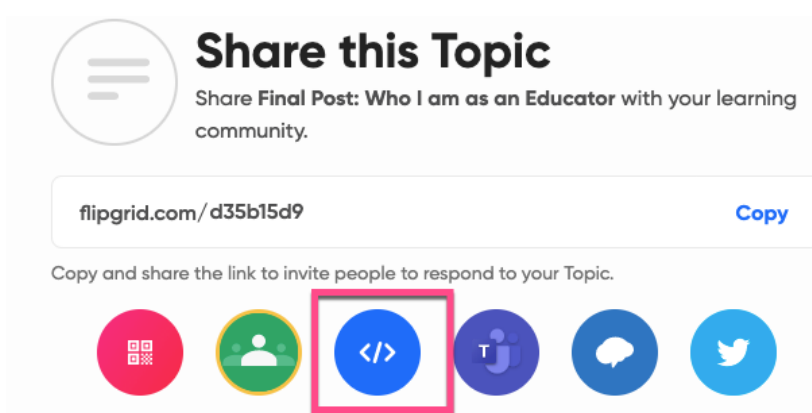 Share this Topic
Share Final Post: Who I am as an Educator with your learning
community.
flipgrid.com/d35b15d9
Copy
Copy and share the link to invite people to respond to your Topic.
</> T